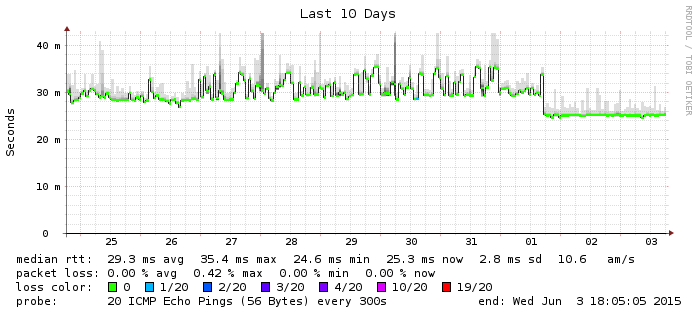 Last 10 Days
RRDTOOL / TOBI OETIKER
Seconds
40 m
30 m
20 m
10 m
0
25 26 27 28 29 30 31 01 02 03
median rtt: 29.3 ms avg 35.4 ms max 24.6 ms min 25.3 ms now 2.8 ms sd 10.6 am/s
packet loss: 0.00 % avg 0.42 % max 0.00 % min 0.00 % now
loss color: 0 1/20 2/20 3/20 4/20 10/20 19/20
probe: 20 ICMP Echo Pings (56 Bytes) every 300s end: Wed Jun 3 18:05:05 2015